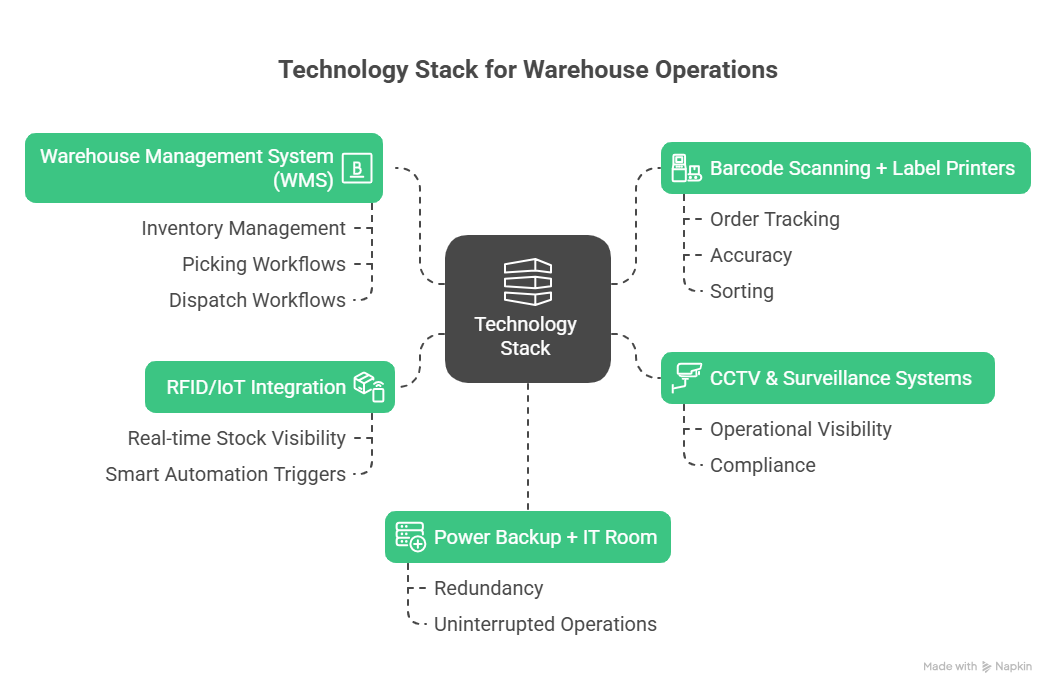 Technology Stack for Warehouse Operations
Warehouse Management System
(WMS)
B
Inventory Management
Picking Workflows
Dispatch Workflows
Barcode Scanning + Label Printers
Order Tracking
Accuracy
Sorting
Technology
Stack
RFID/IoT Integration
Real-time Stock Visibility
Smart Automation Triggers
CCTV & Surveillance Systems
Operational Visibility
Compliance
Power Backup + IT Room
Redundancy
Uninterrupted Operations
Made with Napkin